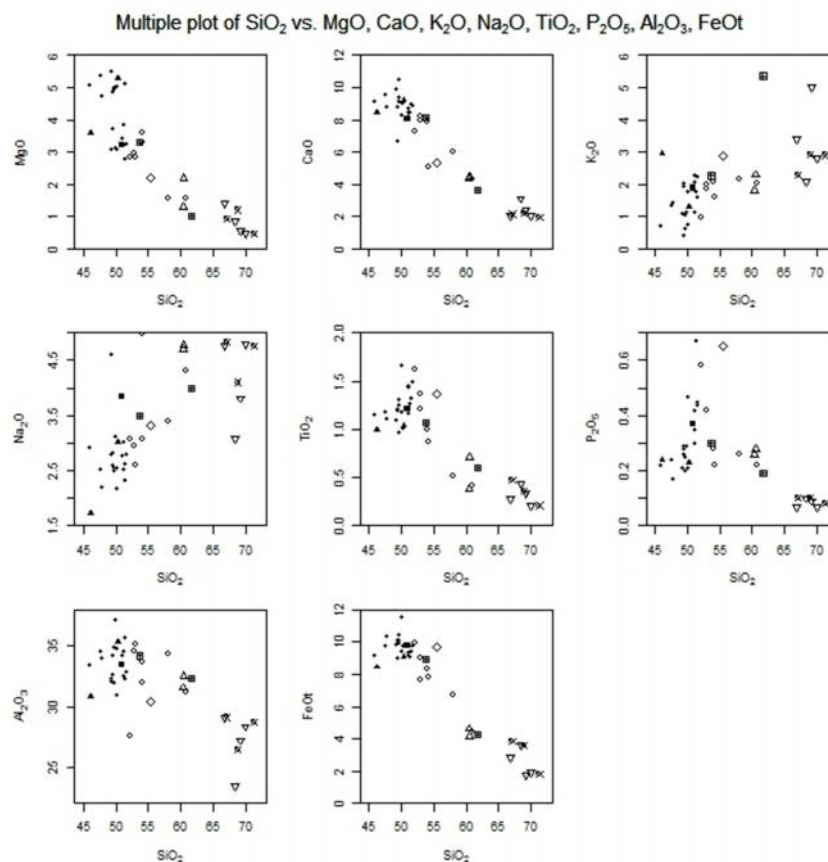 Multiple plot of SiO₂ vs. MgO, CaO, K₂O, Na₂O, TiO₂, P₂O₅, Al₂O₃, FeOt
MgO
0 1 2 3 4 5 6
45 50 55 60 65 70
SiO₂
CaO
0 2 4 6 8 10 12
45 50 55 60 65 70
SiO₂
K₂O
0 1 2 3 4 5 6
45 50 55 60 65 70
SiO₂
Na₂O
1.5 2.5 3.5 4.5
45 50 55 60 65 70
SiO₂
TiO₂
0.0 0.5 1.0 1.5 2.0
45 50 55 60 65 70
SiO₂
P₂O₅
0.0 0.2 0.4 0.6
45 50 55 60 65 70
SiO₂
Al₂O₃
25 30 35
45 50 55 60 65 70
SiO₂
FeOt
0 2 4 6 8 10 12
45 50 55 60 65 70
SiO₂